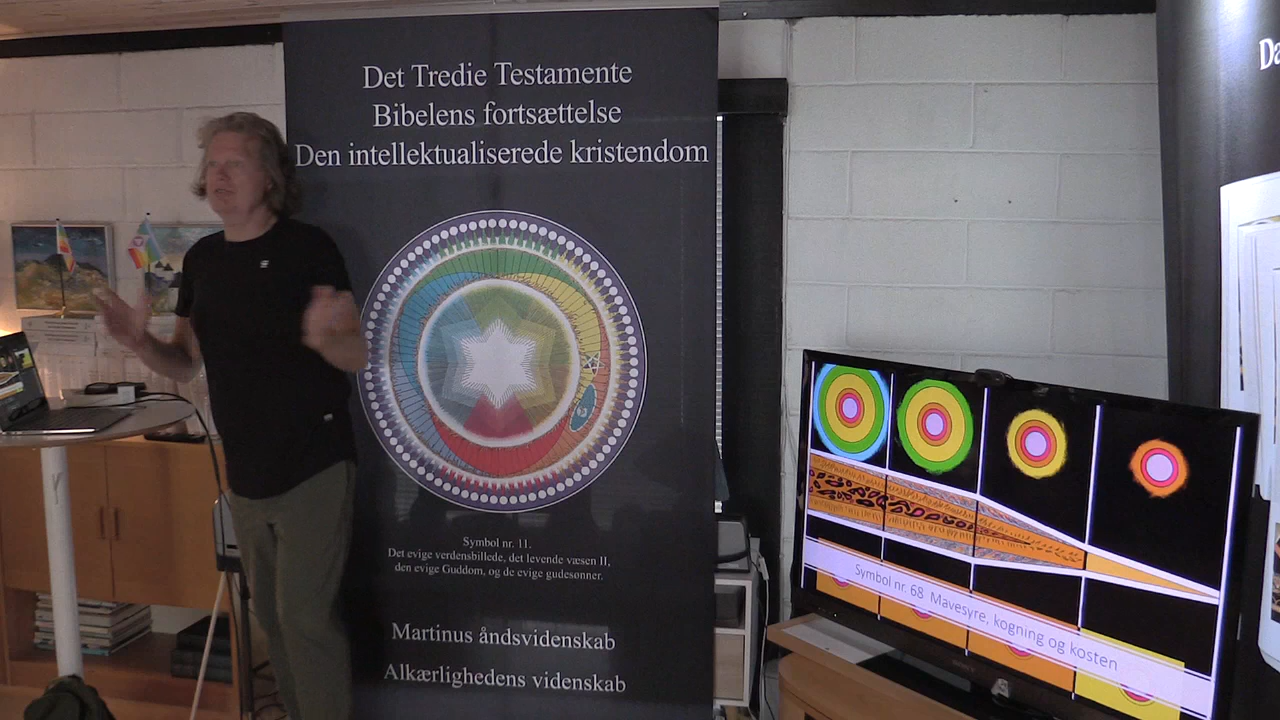 Det Tredie Testamente
Bibelens fortsættelse
Den intellektualiserede kristendom
Symbol nr. 11.
Det evige verdensbillede, det levende væsen II,
den evige Guddom, og de evige gudesønner.
Martinus åndsvidenskab
Alkærlighedens videnskab
Symbol nr. 68 Mavesyre, kogning og kosten
Da